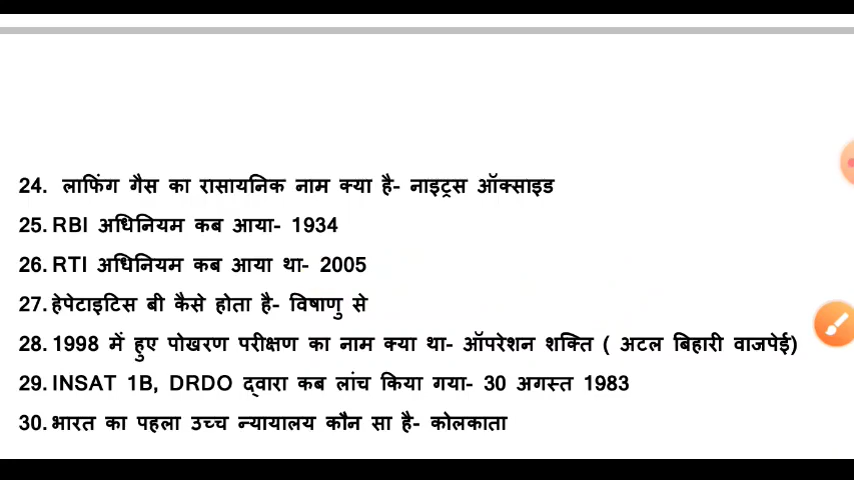 24. लाफिंग गैस का रासायनिक नाम क्या है- नाइट्रस ऑक्साइड
25. RBI अधिनियम कब आया- 1934
26. RTI अधिनियम कब आया था- 2005
27. हेपेटाइटिस बी कैसे होता है- विषाणु से
28. 1998 में हुए पोखरण परीक्षण का नाम क्या था- ऑपरेशन शक्ति ( अटल बिहारी वाजपेई)
29. INSAT 1B, DRDO द्वारा कब लांच किया गया- 30 अगस्त 1983
30. भारत का पहला उच्च न्यायालय कौन सा है- कोलकाता